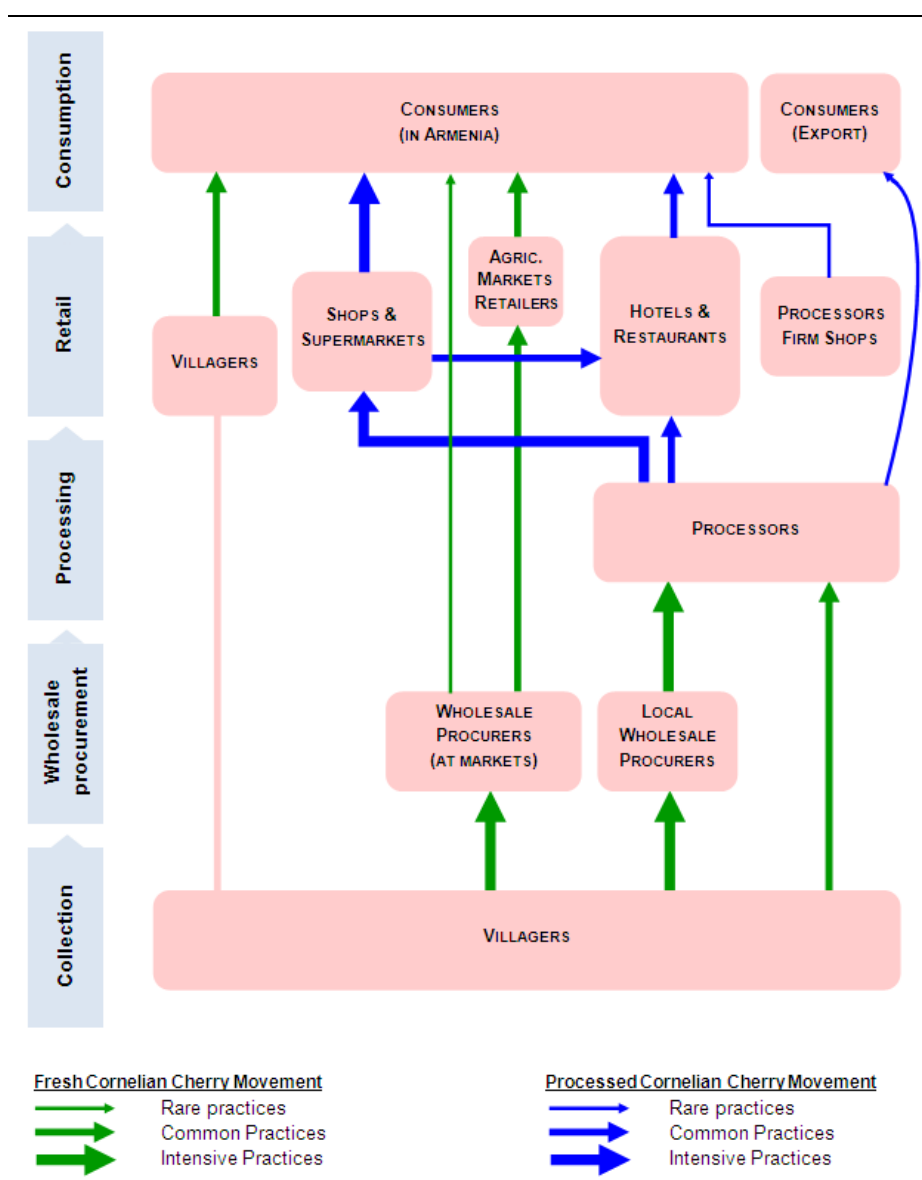 Consumption
CONSUMERS
(IN ARMENIA)
CONSUMERS
(EXPORT)
Retail
AGRIC.
MARKETS
RETAILERS
SHOPS &
SUPERMARKETS
HOTELS &
RESTAURANTS
PROCESSORS
FIRM SHOPS
VILLAGERS
Processing
PROCESSORS
Wholesale
procurement
WHOLESALE
PROCURERS
(AT MARKETS)
LOCAL
WHOLESALE
PROCURERS
Collection
VILLAGERS
Fresh Cornelian Cherry Movement
Rare practices
Common Practices
Intensive Practices
Processed Cornelian Cherry Movement
Rare practices
Common Practices
Intensive Practices